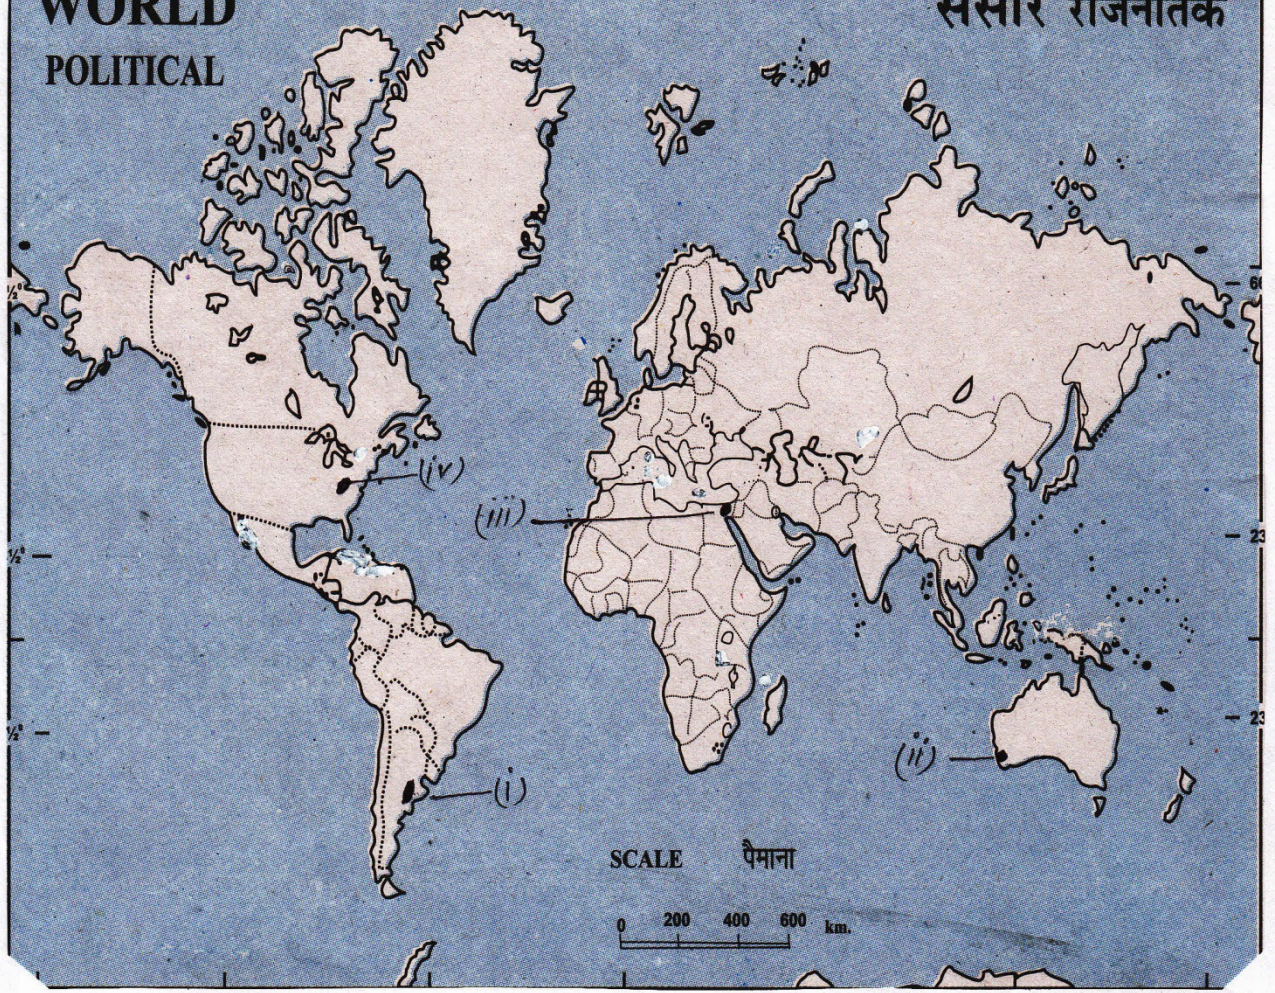 WORLD
संसार राजनीतिक
POLITICAL
(iv)
(iii)
(ii)
(i)
SCALE पैमाना
0 200 400 600 km.